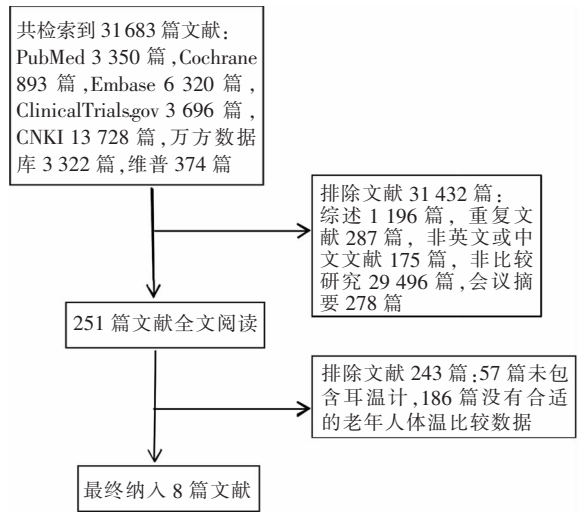 共检索到 31 683 篇文献：
PubMed 3 350 篇，Cochrane
893 篇，Embase 6 320 篇，
ClinicalTrials.gov 3 696 篇，
CNKI 13 728 篇，万方数据
库 3 322 篇，维普 374 篇
排除文献 31 432 篇：
综述 1 196 篇，重复文
献 287 篇，非英文或中
文文献 175 篇，非比较
研究 29 496 篇，会议摘
要 278 篇
251 篇文献全文阅读
排除文献 243 篇；57 篇未包
含耳温计，186 篇没有合适
的老年人体温比较数据
最终纳入 8 篇文献